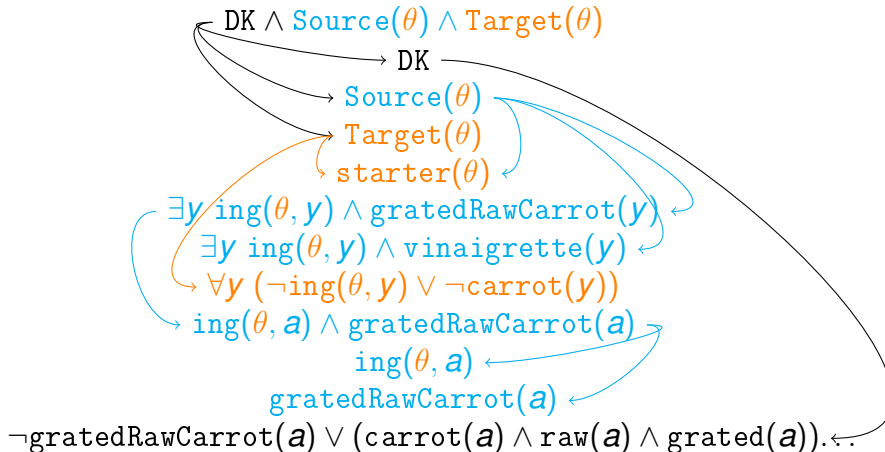 DK ∧ Source(θ) ∧ Target(θ)
DK
Source(θ)
Target(θ)
starter(θ)
∃y ing(θ, y) ∧ gratedRawCarrot(y)
∃y ing(θ, y) ∧ vinaigrette(y)
∀y (¬ing(θ, y) ∨ ¬carrot(y))
ing(θ, a) ∧ gratedRawCarrot(a)
ing(θ, a)
gratedRawCarrot(a)
¬gratedRawCarrot(a) ∨ (carrot(a) ∧ raw(a) ∧ grated(a))...